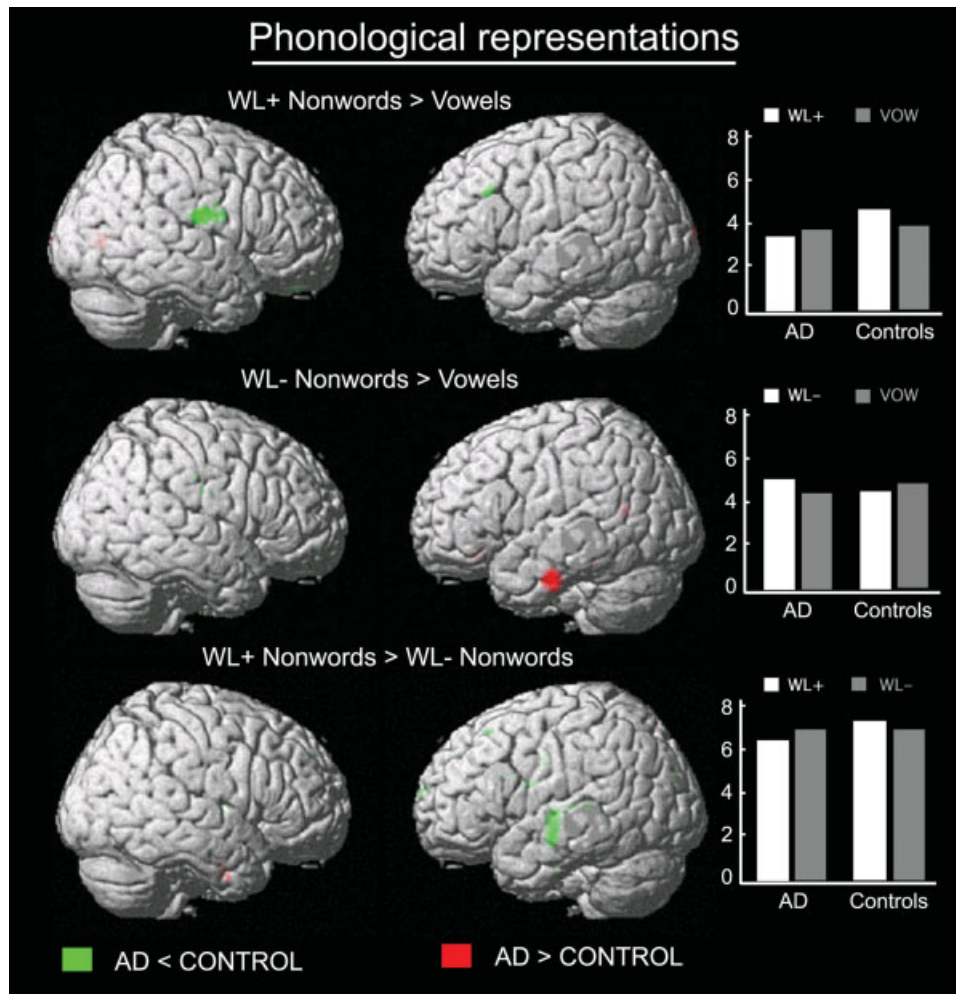 Phonological representations
WL+ Nonwords > Vowels
WL+ VOW
8
6
4
2
0
AD Controls
WL- Nonwords > Vowels
WL− VOW
8
6
4
2
0
AD Controls
WL+ Nonwords > WL- Nonwords
WL+ WL−
8
6
4
2
0
AD Controls
AD < CONTROL AD > CONTROL